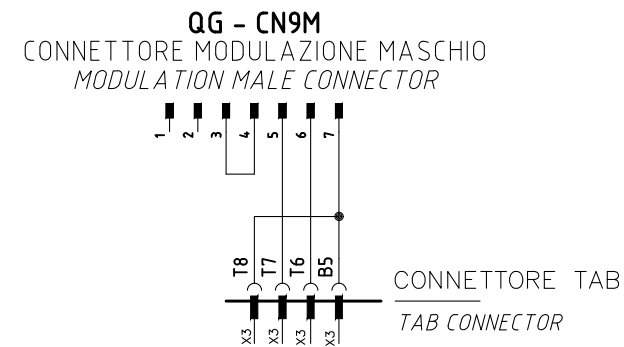 QG - CN9M
CONNETTORE MODULAZIONE MASCHIO
MODULATION MALE CONNECTOR
1 2 3 4 5 6 7
T8 T7 T6 B5
CONNETTORE TAB
TAB CONNECTOR
X3 X3 X3 X3